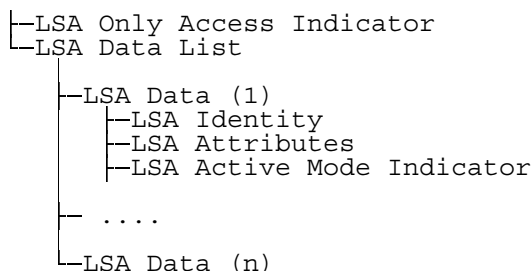 LSA Only Access Indicator
LSA Data List
LSA Data (1)
LSA Identity
LSA Attributes
LSA Active Mode Indicator
....
LSA Data (n)